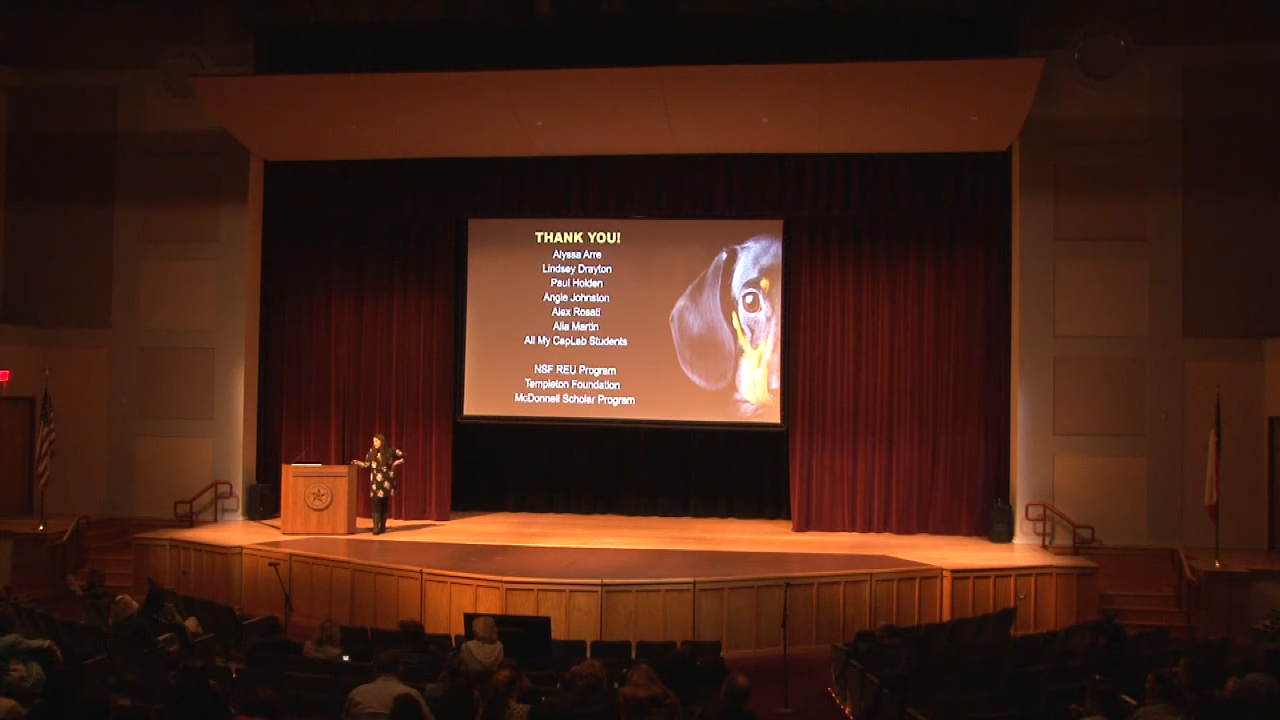 THANK YOU!
Alyssa Arre
Lindsey Drayton
Paul Holden
Angie Johnston
Alex Rosati
Alia Martin
All My CapLab Students
NSF REU Program
Templeton Foundation
McDonnell Scholar Program